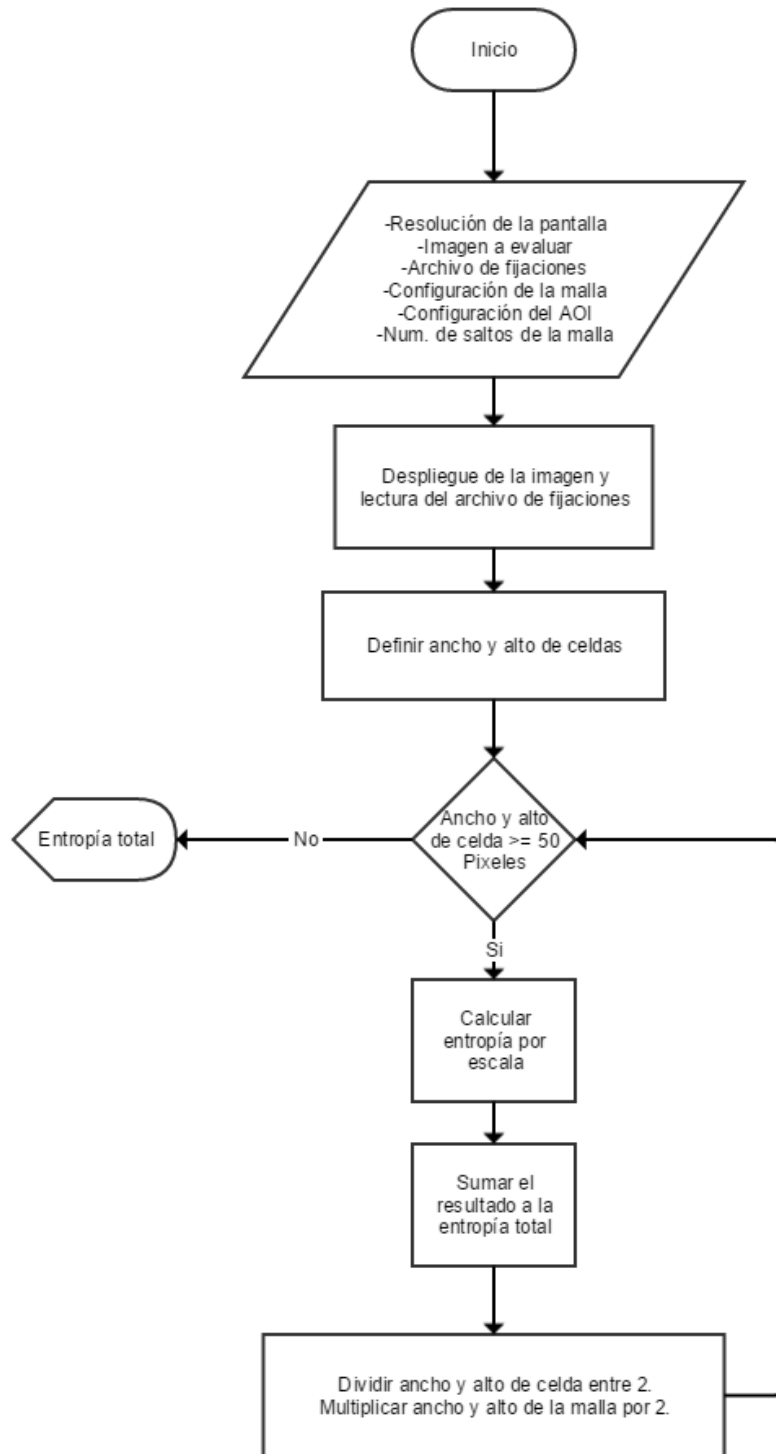 Inicio
-Resolución de la pantalla
-Imagen a evaluar
-Archivo de fijaciones
-Configuración de la malla
-Configuración del AOI
-Num. de saltos de la malla
Despliegue de la imagen y
lectura del archivo de fijaciones
Definir ancho y alto de celdas
Ancho y alto
de celda >= 50
Pixeles
No
Entropía total
Si
Calcular
entropía por
escala
Sumar el
resultado a la
entropía total
Dividir ancho y alto de celda entre 2.
Multiplicar ancho y alto de la malla por 2.